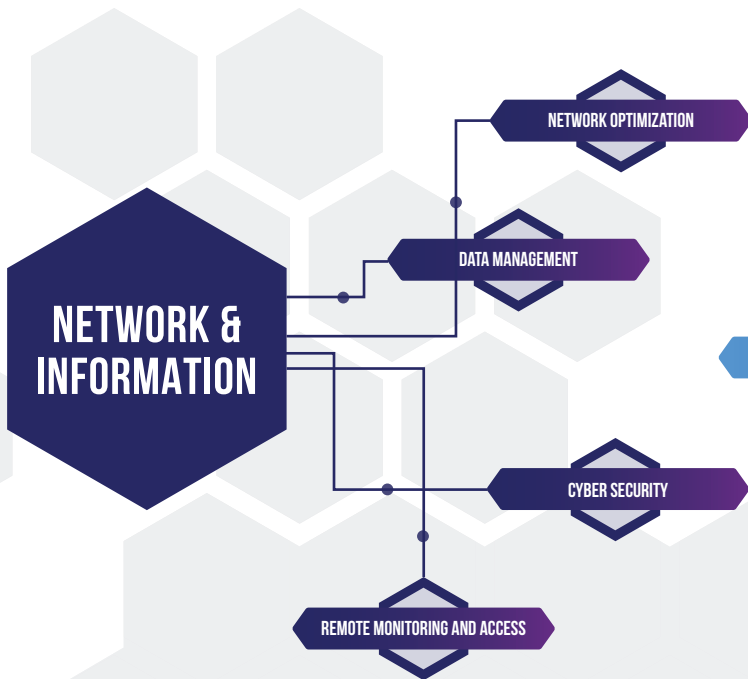 NETWORK OPTIMIZATION
DATA MANAGEMENT
NETWORK &
INFORMATION
CYBER SECURITY
REMOTE MONITORING AND ACCESS